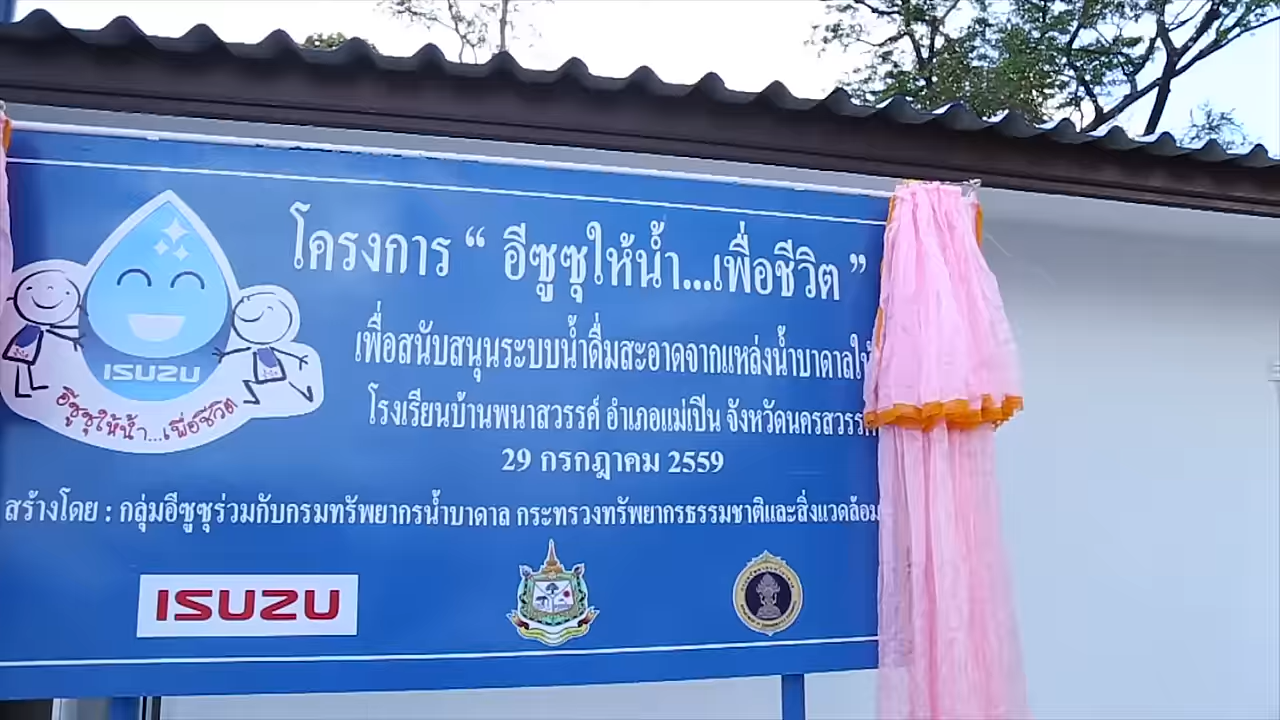 โครงการ “ อีซูซุให้น้ำ...เพื่อชีวิต ”
เพื่อสนับสนุนระบบน้ำดื่มสะอาดจากแหล่งน้ำบาดาลให้
โรงเรียนบ้านพนาสวรรค์ อำเภอแม่เปิน จังหวัดนครสวรรค์
29 กรกฎาคม 2559
สร้างโดย : กลุ่มอีซูซุร่วมกับกรมทรัพยากรน้ำบาดาล กระทรวงทรัพยากรธรรมชาติและสิ่งแวดล้อม
ISUZU
อีซูซุให้น้ำ...เพื่อชีวิต
ISUZU